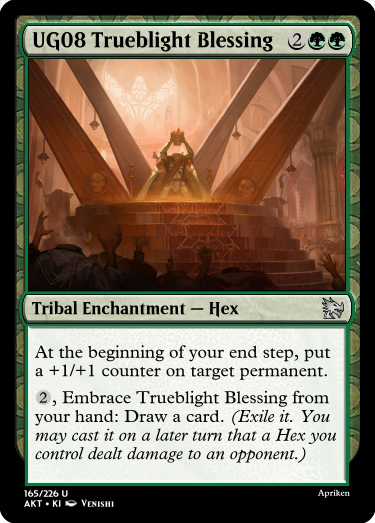 UG08 Trueblight Blessing 2
Tribal Enchantment — Hex
At the beginning of your end step, put
a +1/+1 counter on target permanent.
2, Embrace Trueblight Blessing from
your hand: Draw a card. (Exile it. You
may cast it on a later turn that a Hex you
control dealt damage to an opponent.)
165/226 U
Apriken
AKT • KI Venishi